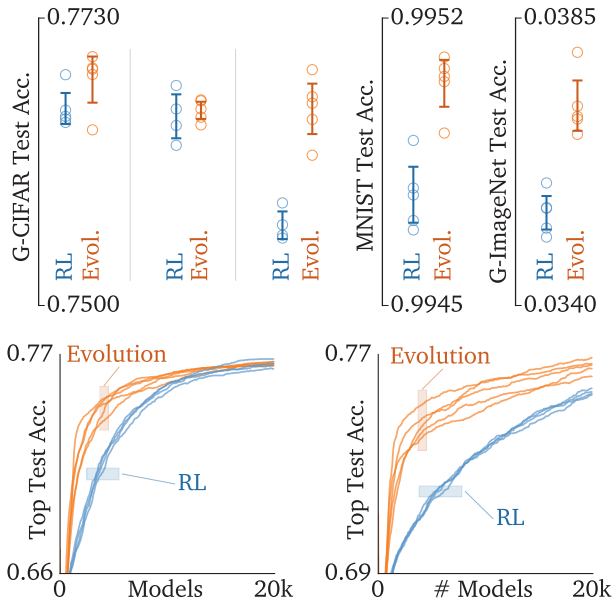 0.7730
G-CIFAR Test Acc.
RL
Evol.
RL
Evol.
RL
Evol.
0.7500
0.9952
MNIST Test Acc.
RL
Evol.
0.9945
0.0385
G-ImageNet Test Acc.
RL
Evol.
0.0340
0.77
Top Test Acc.
Evolution
RL
0.66
0
Models
20k
0.77
Top Test Acc.
Evolution
RL
0.69
0
# Models
20k